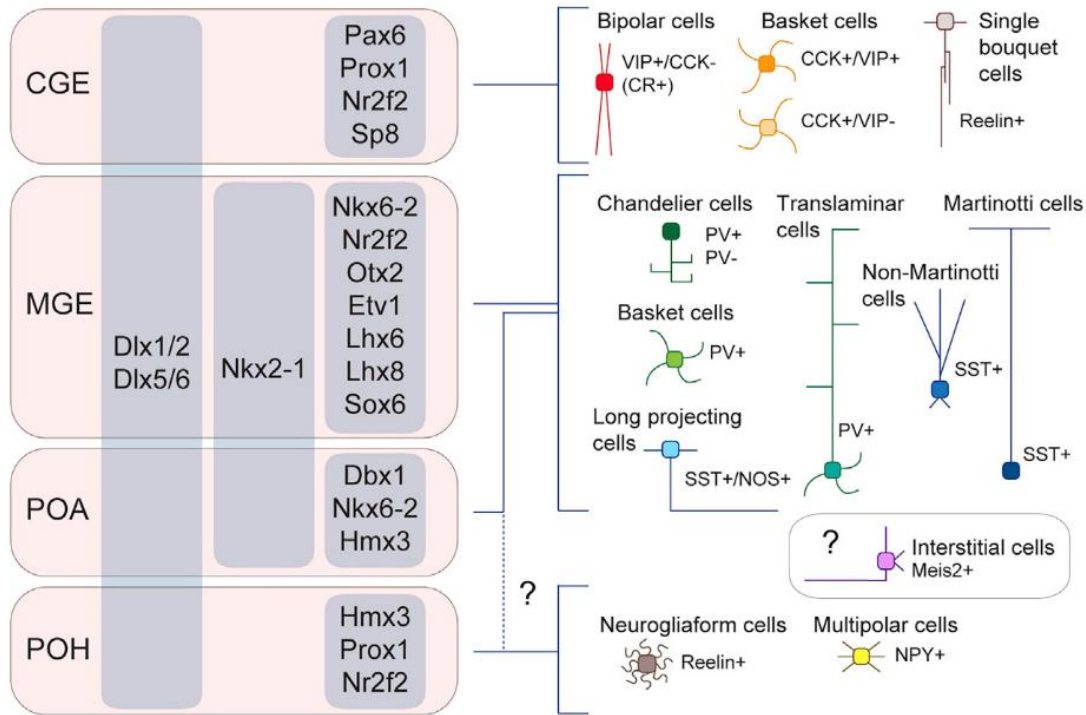 CGE
Pax6
Prox1
Nr2f2
Sp8
MGE
Dlx1/2
Dlx5/6
Nkx2-1
Nkx6-2
Nr2f2
Otx2
Etv1
Lhx6
Lhx8
Sox6
POA
Dbx1
Nkx6-2
Hmx3
POH
Hmx3
Prox1
Nr2f2
?
Bipolar cells
VIP+/CCK-
(CR+)
Basket cells
CCK+/VIP+
CCK+/VIP-
Single
bouquet
cells
Reelin+
Chandelier cells
PV+
PV-
Basket cells
PV+
Long projecting
cells
SST+/NOS+
Translaminar
cells
PV+
Martinotti cells
SST+
Non-Martinotti
cells
SST+
?
Interstitial cells
Meis2+
Neurogliaform cells
Reelin+
Multipolar cells
NPY+